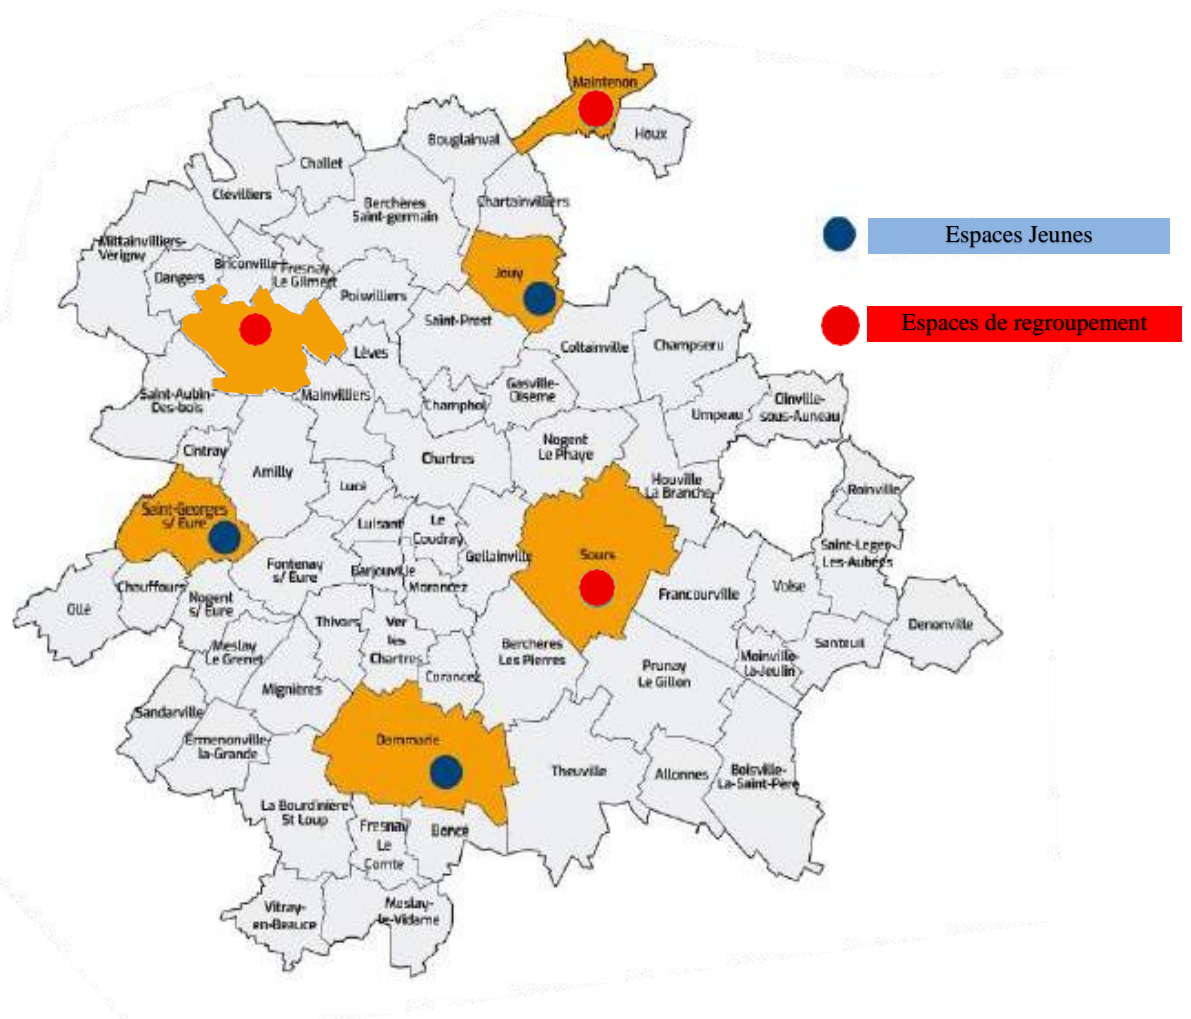 Maintenon
Houx
Bouglainval
Challet
Clévilliers
Berchères
Saint-germain
Chartainvilliers
Mittainvilliers-
Vérigny
Briconville
Fresnay
Le Gilmert
Dangers
Jouy
Poisvilliers
Saint-Prest
Espaces Jeunes
Espaces de regroupement
Lèves
Coltainville
Champseru
Saint-Aubin-
Des-bois
Mainvilliers
Champhol
Gasville-
Oisème
Umpeau
Oinville-
sous-Auneau
Cintray
Amilly
Chartres
Nogent
Le Phaye
Lucé
Houville
La Branche
Roinville
Saint-Georges
s/ Eure
Luisant
Le
Coudray
Gellainville
Sours
Saint-Leger-
Les-Aubées
Fontenay
s/ Eure
Barjouville
Morancez
Francourville
Voise
Ollé
Chauffours
Nogent
s/ Eure
Thivars
Ver
les
Chartres
Denonville
Meslay
Le Grenet
Berchères
Les Pierres
Santeuil
Moinville-
la-Jeulin
Prunay
Le Gillon
Corancez
Mignières
Sandarville
Ermenonville-
la-Grande
Dammarie
Theuville
Allonnes
Boisville-
La-Saint-Père
La Bourdinière
St Loup
Fresnay
Le
Comte
Boncé
Vitray-
en-Beauce
Meslay-
le-Vidame